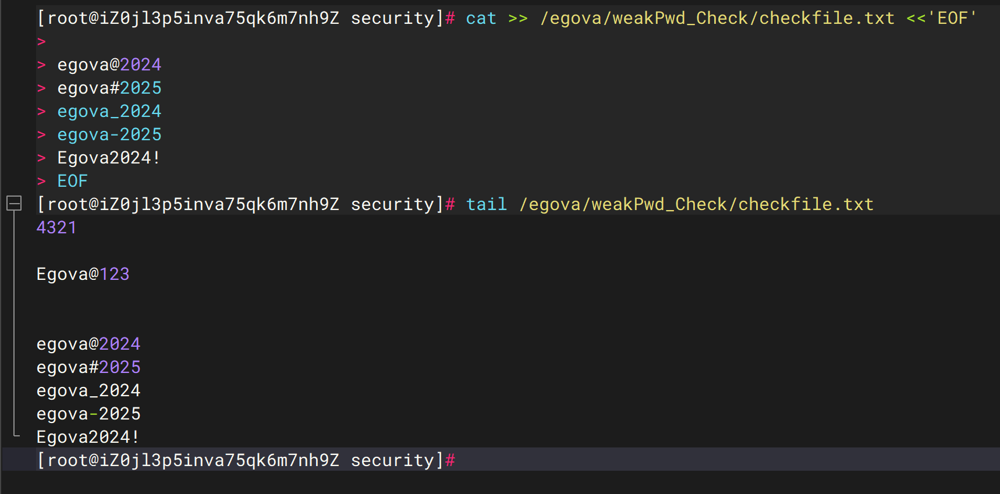 [root@iZ0jl3p5inva75qk6m7nh9Z security]# cat >> /egova/weakPwd_Check/checkfile.txt <<'EOF'
>
> egova@2024
> egova#2025
> egova_2024
> egova-2025
> Egova2024!
> EOF
[root@iZ0jl3p5inva75qk6m7nh9Z security]# tail /egova/weakPwd_Check/checkfile.txt
4321
Egova@123
egova@2024
egova#2025
egova_2024
egova-2025
Egova2024!
[root@iZ0jl3p5inva75qk6m7nh9Z security]#